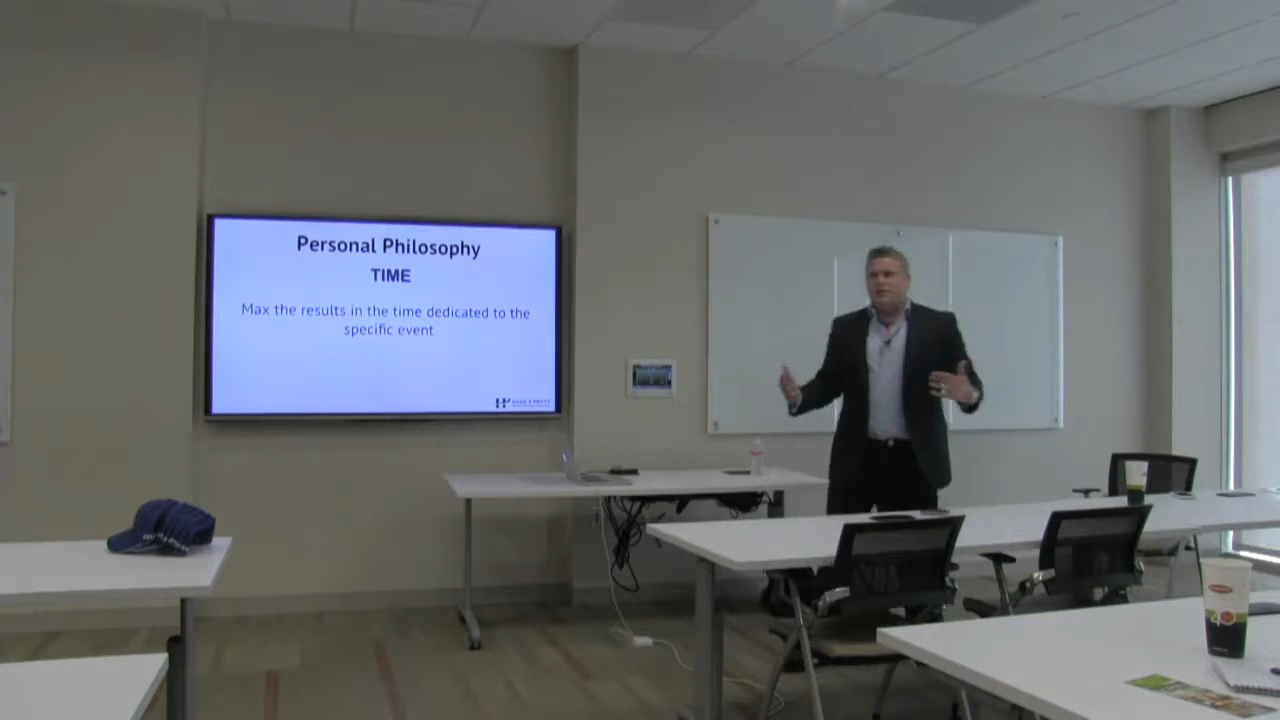 Personal Philosophy
TIME
Max the results in the time dedicated to the
specific event